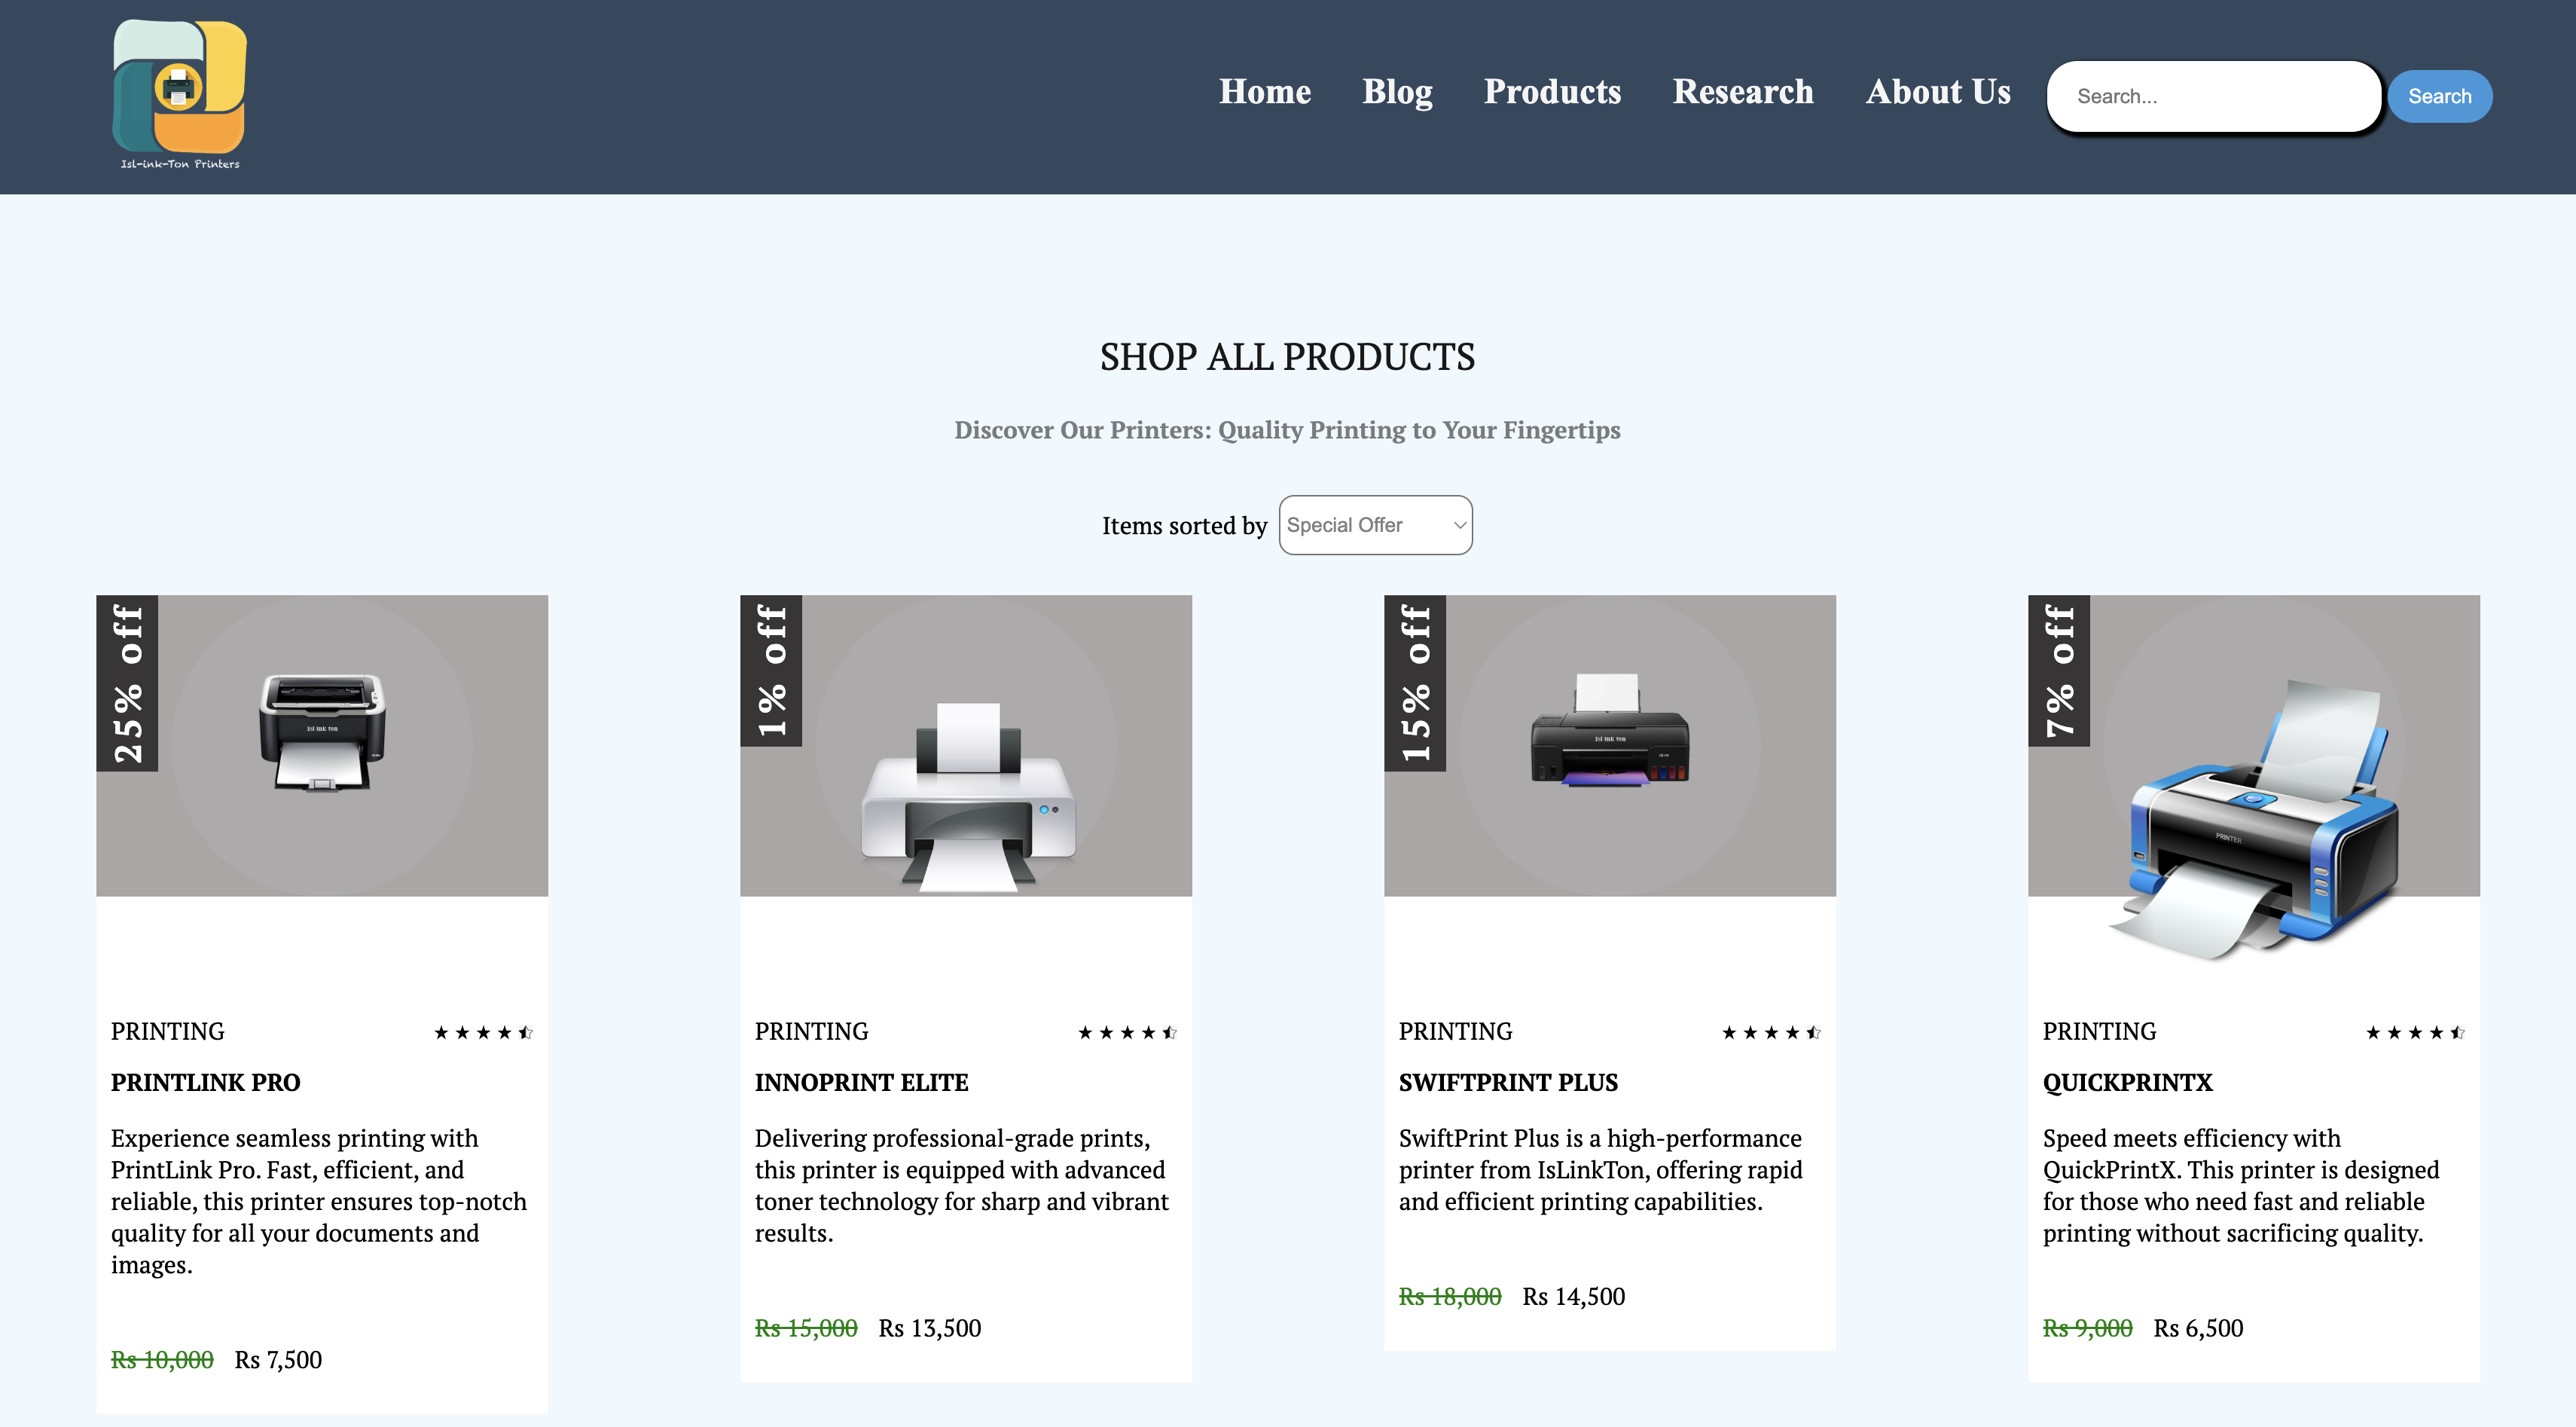 Isl-ink-Ton Printers
Home
Blog
Products
Research
About Us
Search...
Search
SHOP ALL PRODUCTS
Discover Our Printers: Quality Printing to Your Fingertips
Items sorted by
Special Offer
25% off
Isl ink ton
PRINTING
PRINTLINK PRO
Experience seamless printing with
PrintLink Pro. Fast, efficient, and
reliable, this printer ensures top-notch
quality for all your documents and
images.
Rs 10,000 Rs 7,500
1% off
PRINTING
INNOPRINT ELITE
Delivering professional-grade prints,
this printer is equipped with advanced
toner technology for sharp and vibrant
results.
Rs 15,000 Rs 13,500
15% off
Isl ink ton
PRINTING
SWIFTPRINT PLUS
SwiftPrint Plus is a high-performance
printer from IsLinkTon, offering rapid
and efficient printing capabilities.
Rs 18,000 Rs 14,500
7% off
PRINTER
PRINTING
QUICKPRINTX
Speed meets efficiency with
QuickPrintX. This printer is designed
for those who need fast and reliable
printing without sacrificing quality.
Rs 9,000 Rs 6,500